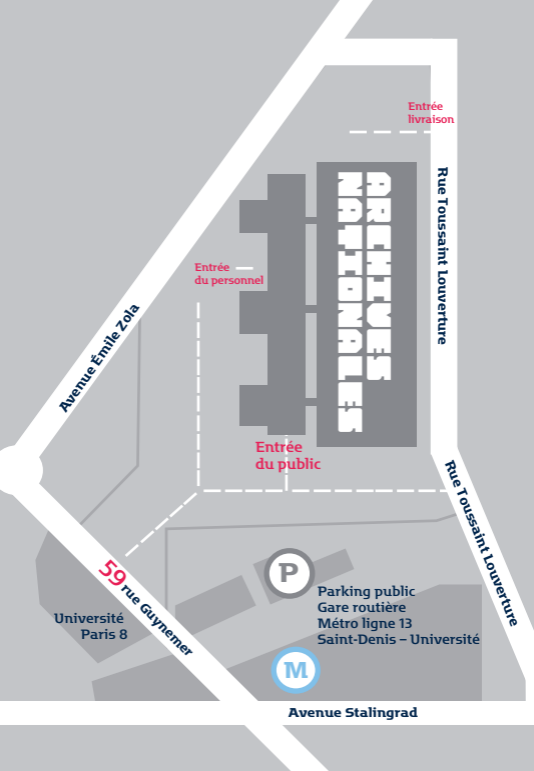 Entrée
livraison
ARCHIVES
NATIONALES
Rue Toussaint Louverture
Entrée
du personnel
Avenue Émile Zola
Entrée
du public
Rue Toussaint Louverture
59 rue Guynemer
P
Parking public
Gare routière
Métro ligne 13
Saint-Denis – Université
Université
Paris 8
M
Avenue Stalingrad